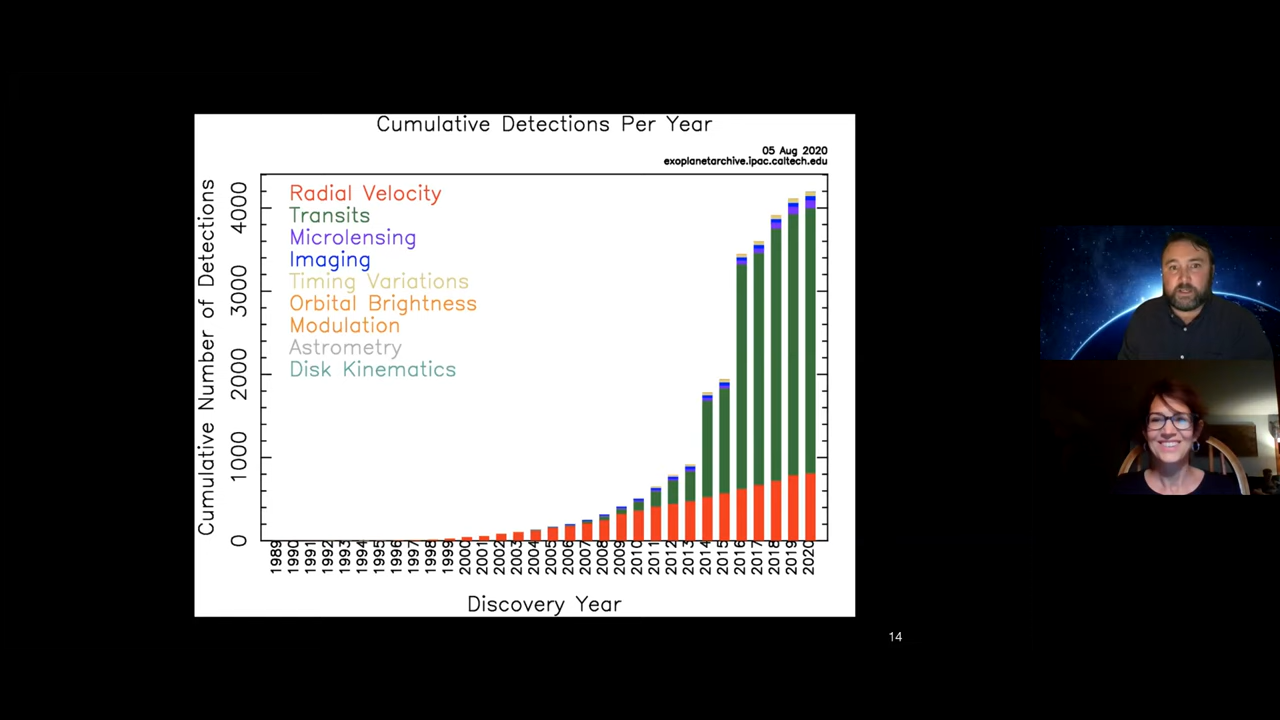 Cumulative Detections Per Year
05 Aug 2020
exoplanetarchive.ipac.caltech.edu
Cumulative Number of Detections
4000
3000
2000
1000
0
Radial Velocity
Transits
Microlensing
Imaging
Timing Variations
Orbital Brightness
Modulation
Astrometry
Disk Kinematics
1989
1990
1991
1992
1993
1994
1995
1996
1997
1998
1999
2000
2001
2002
2003
2004
2005
2006
2007
2008
2009
2010
2011
2012
2013
2014
2015
2016
2017
2018
2019
2020
Discovery Year
14